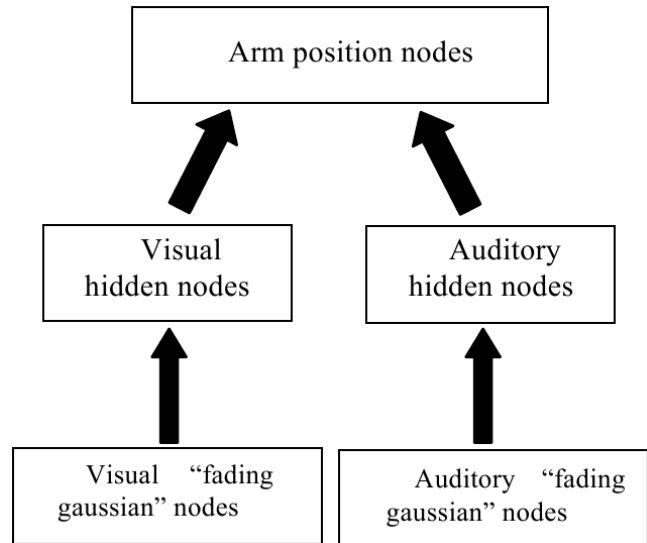 Arm position nodes
Visual
hidden nodes
Auditory
hidden nodes
Visual “fading
gaussian” nodes
Auditory “fading
gaussian” nodes